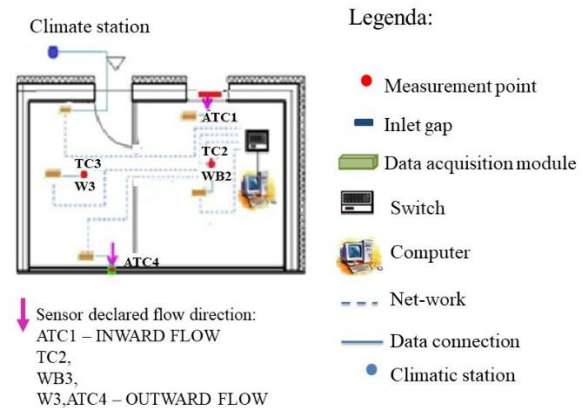 Climate station
ATC1
TC3
W3
TC2
WB2
ATC4
Sensor declared flow direction:
ATC1 – INWARD FLOW
TC2,
WB3,
W3,ATC4 – OUTWARD FLOW
Legenda:
Measurement point
Inlet gap
Data acquisition module
Switch
Computer
Net-work
Data connection
Climatic station